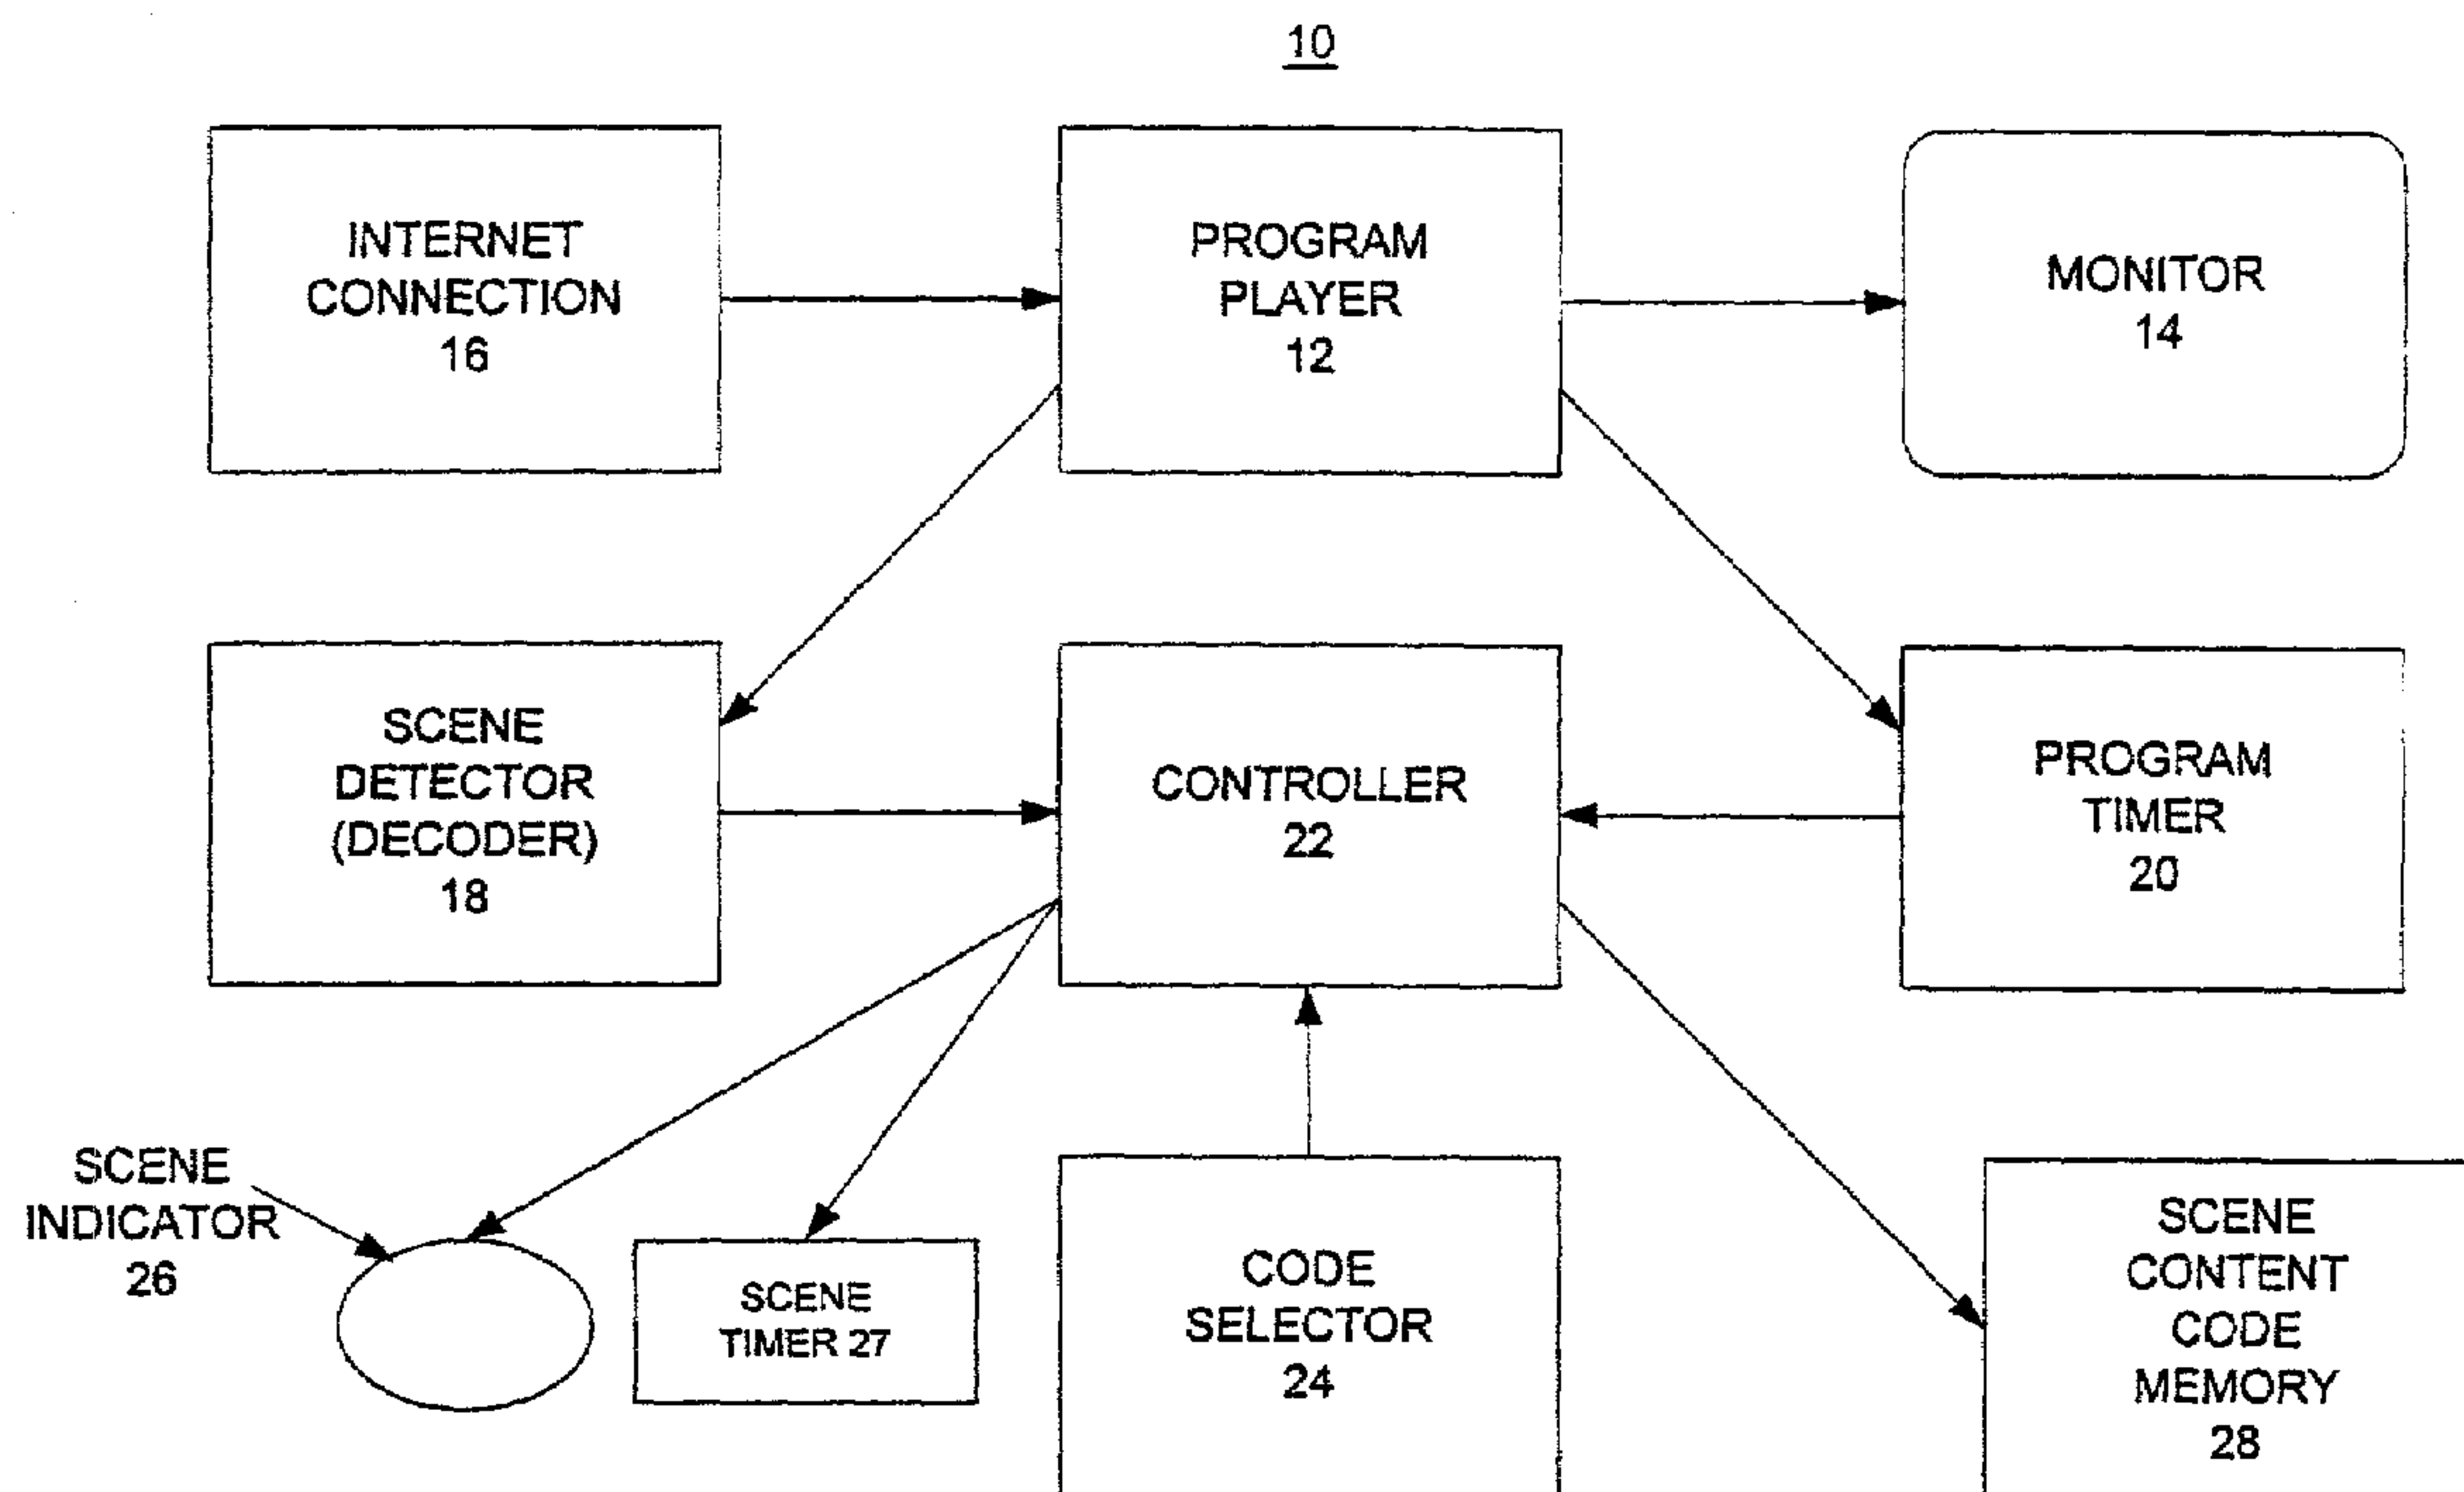 10
INTERNET
CONNECTION
16
PROGRAM
PLAYER
12
MONITOR
14
SCENE
DETECTOR
(DECODER)
18
CONTROLLER
22
PROGRAM
TIMER
20
SCENE
INDICATOR
26
SCENE
TIMER 27
CODE
SELECTOR
24
SCENE
CONTENT
CODE
MEMORY
28